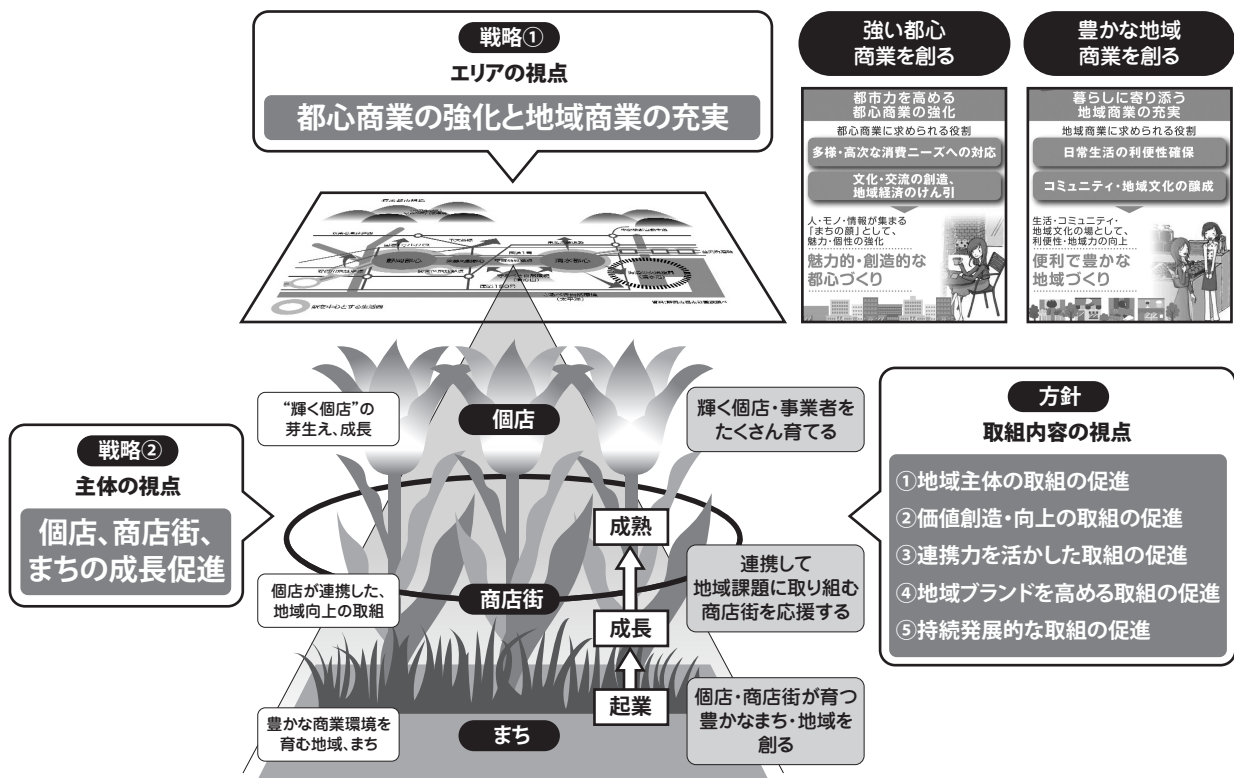 戦略①
エリアの視点
都心商業の強化と地域商業の充実
強い都心
商業を創る
都市力を高める
都心商業の強化
都心商業に求められる役割
多様・高次な消費ニーズへの対応
文化・交流の創造、
地域経済のけん引
人・モノ・情報が集まる
「まちの顔」として、
魅力・個性の強化
魅力的・創造的な
都心づくり
豊かな地域
商業を創る
暮らしに寄り添う
地域商業の充実
地域商業に求められる役割
日常生活の利便性確保
コミュニティ・地域文化の醸成
生活・コミュニティ・
地域文化の場として、
利便性・地域力の向上
便利で豊かな
地域づくり
静岡都心
清水都心
駅を中心とする生活圏
戦略②
主体の視点
個店、商店街、
まちの成長促進
“輝く個店”の
芽生え、成長
個店
輝く個店・事業者を
たくさん育てる
個店が連携した、
地域向上の取組
商店街
連携して
地域課題に取り組む
商店街を応援する
豊かな商業環境を
育む地域、まち
まち
個店・商店街が育つ
豊かなまち・地域を
創る
成熟
成長
起業
方針
取組内容の視点
①地域主体の取組の促進
②価値創造・向上の取組の促進
③連携力を活かした取組の促進
④地域ブランドを高める取組の促進
⑤持続発展的な取組の促進